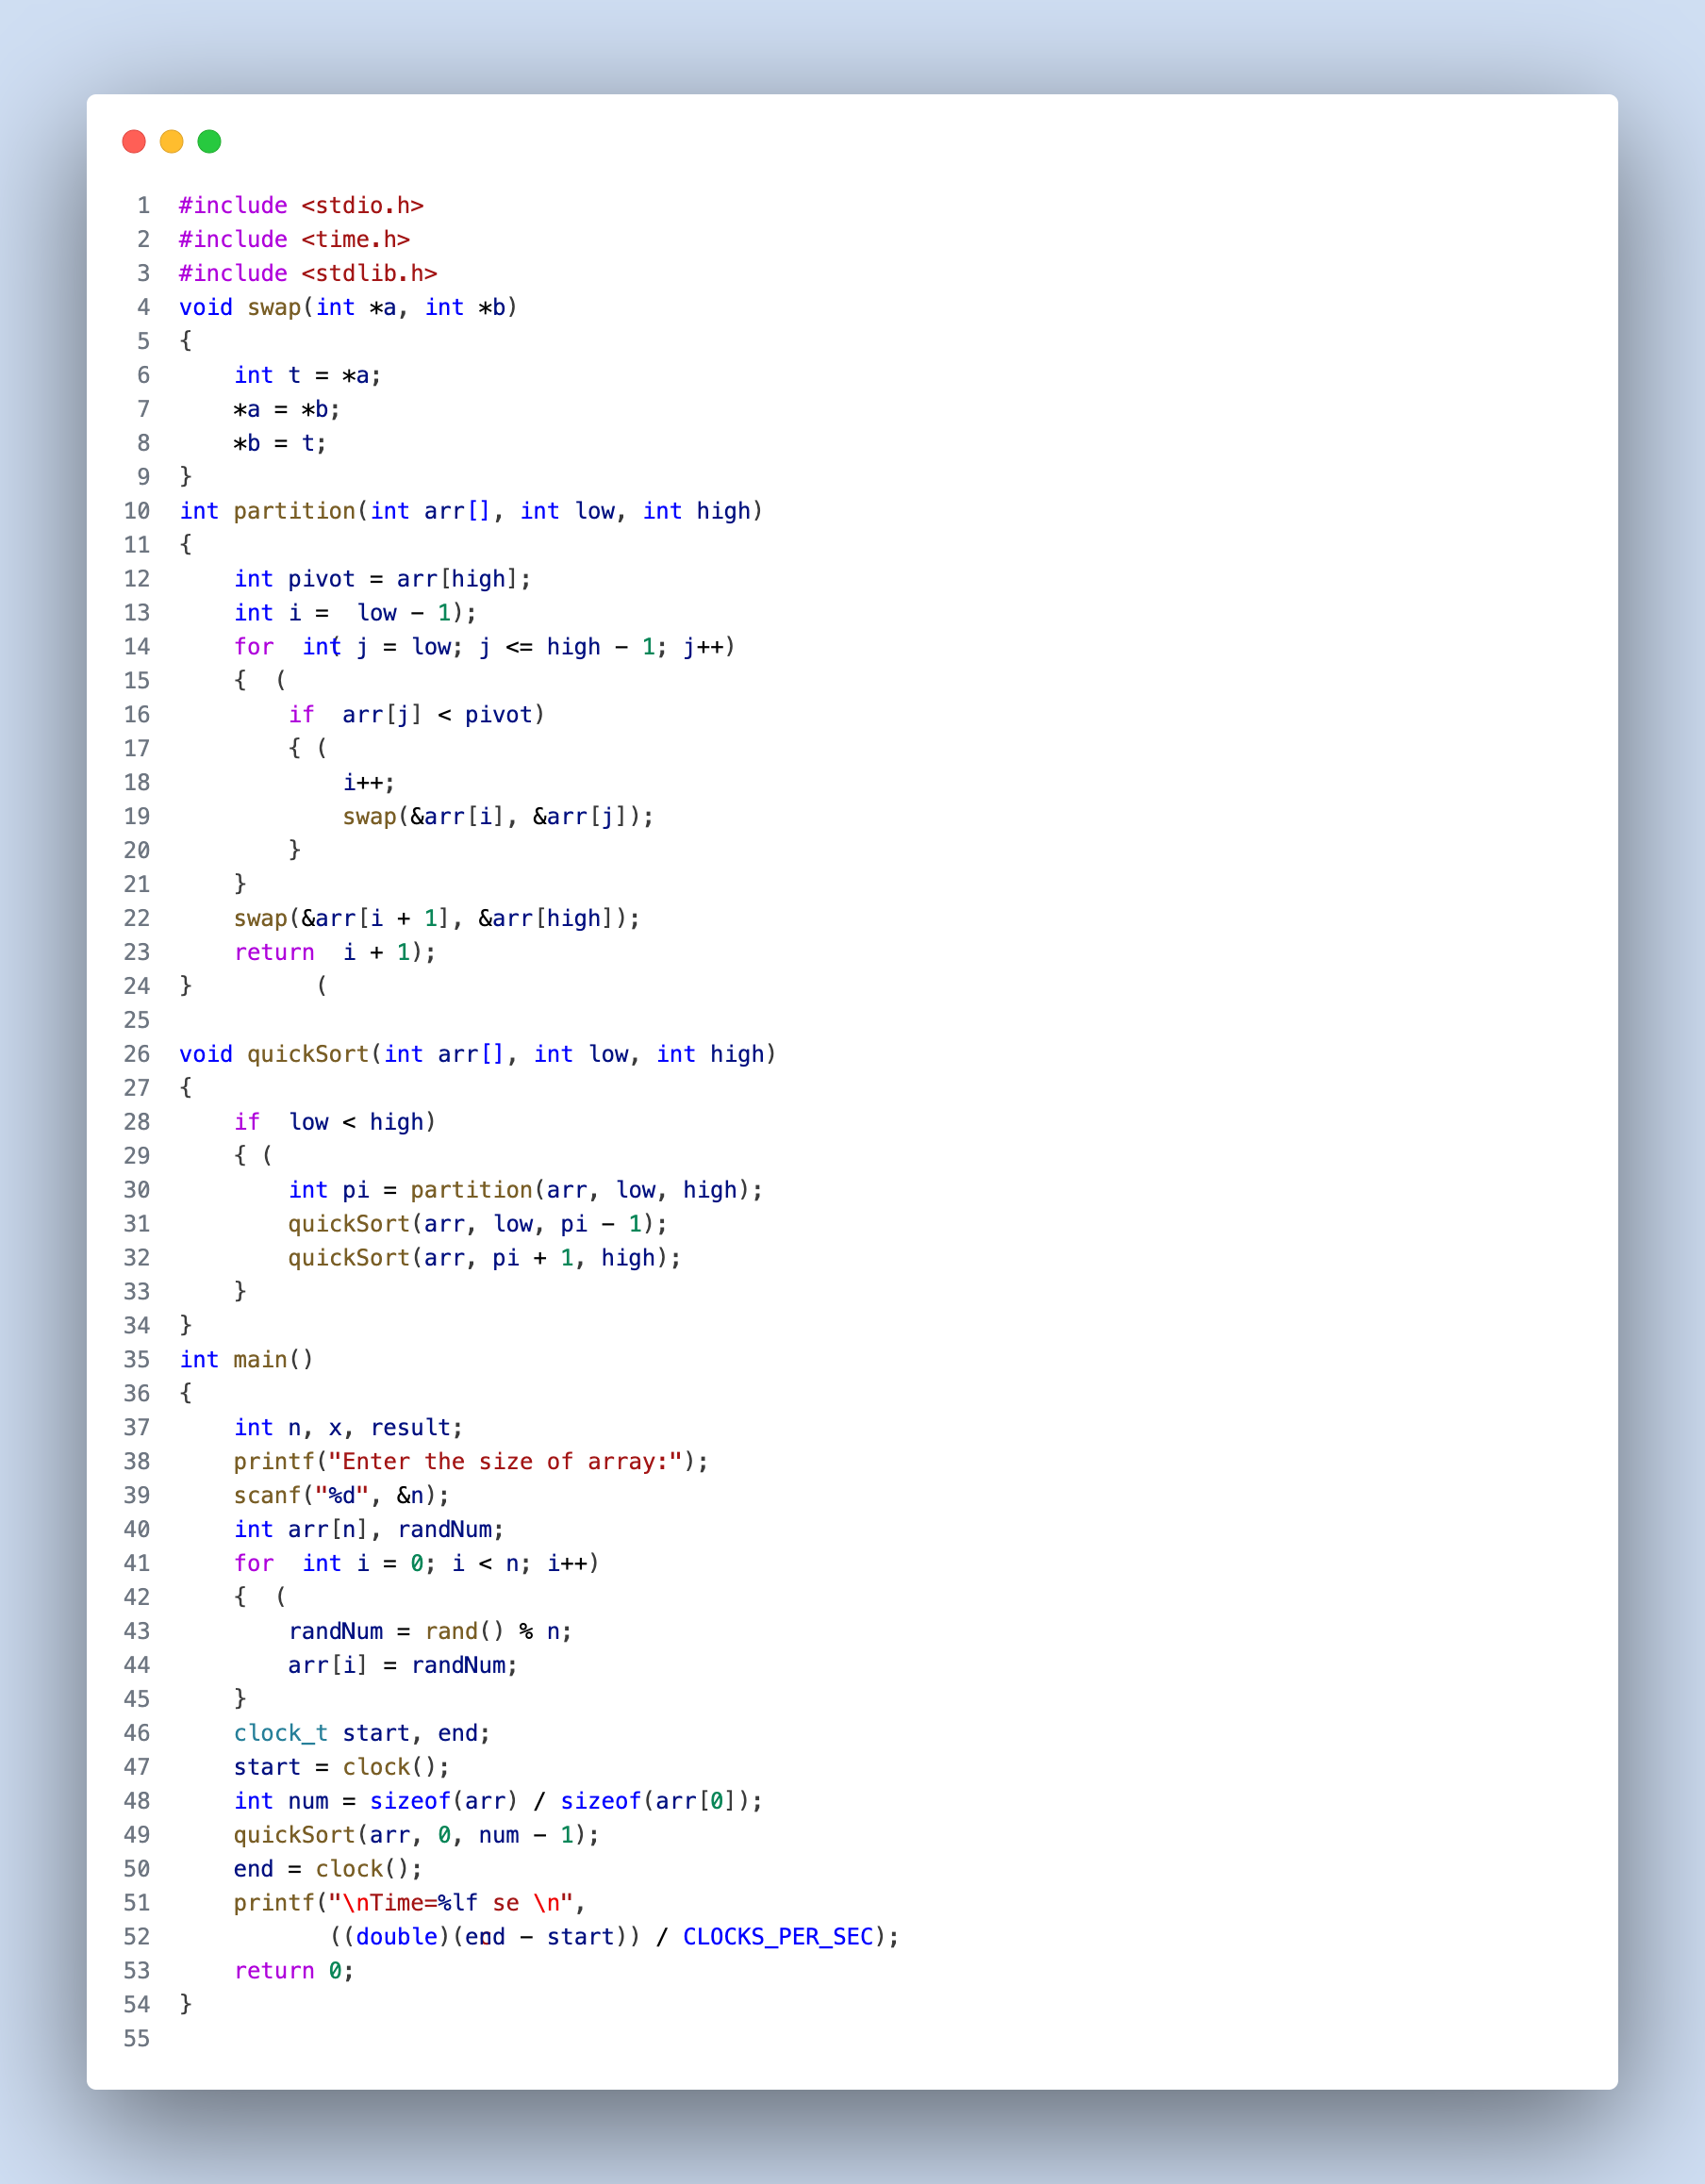 1 #include <stdio.h>
2 #include <time.h>
3 #include <stdlib.h>
4 void swap(int *a, int *b)
5 {
6     int t = *a;
7     *a = *b;
8     *b = t;
9 }
10 int partition(int arr[], int low, int high)
11 {
12     int pivot = arr[high];
13     int i =  low - 1);
14     for  int j = low; j <= high - 1; j++)
15     {  (
16         if  arr[j] < pivot)
17         { (
18             i++;
19             swap(&arr[i], &arr[j]);
20         }
21     }
22     swap(&arr[i + 1], &arr[high]);
23     return  i + 1);
24 }         (
25
26 void quickSort(int arr[], int low, int high)
27 {
28     if  low < high)
29     { (
30         int pi = partition(arr, low, high);
31         quickSort(arr, low, pi - 1);
32         quickSort(arr, pi + 1, high);
33     }
34 }
35 int main()
36 {
37     int n, x, result;
38     printf("Enter the size of array:");
39     scanf("%d", &n);
40     int arr[n], randNum;
41     for  int i = 0; i < n; i++)
42     {  (
43         randNum = rand() % n;
44         arr[i] = randNum;
45     }
46     clock_t start, end;
47     start = clock();
48     int num = sizeof(arr) / sizeof(arr[0]);
49     quickSort(arr, 0, num - 1);
50     end = clock();
51     printf("\nTime=%lf se \n",
52            ((double)(end - start)) / CLOCKS_PER_SEC);
53     return 0;
54 }
55